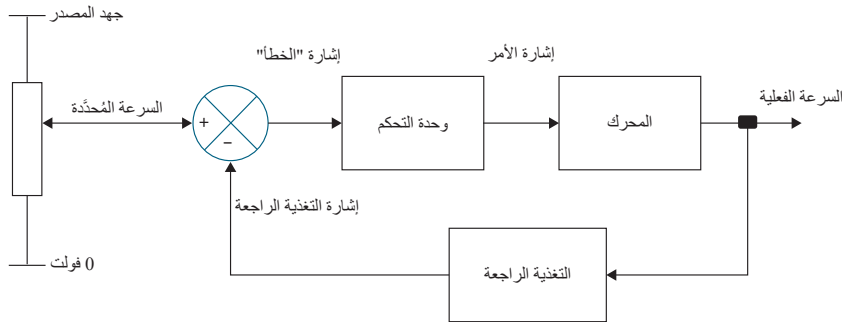 جهد المصدر
السرعة المُحدَّدة
+
−
إشارة "الخطأ"
وحدة التحكم
إشارة الأمر
المحرك
السرعة الفعلية
إشارة التغذية الراجعة
التغذية الراجعة
0 فولت